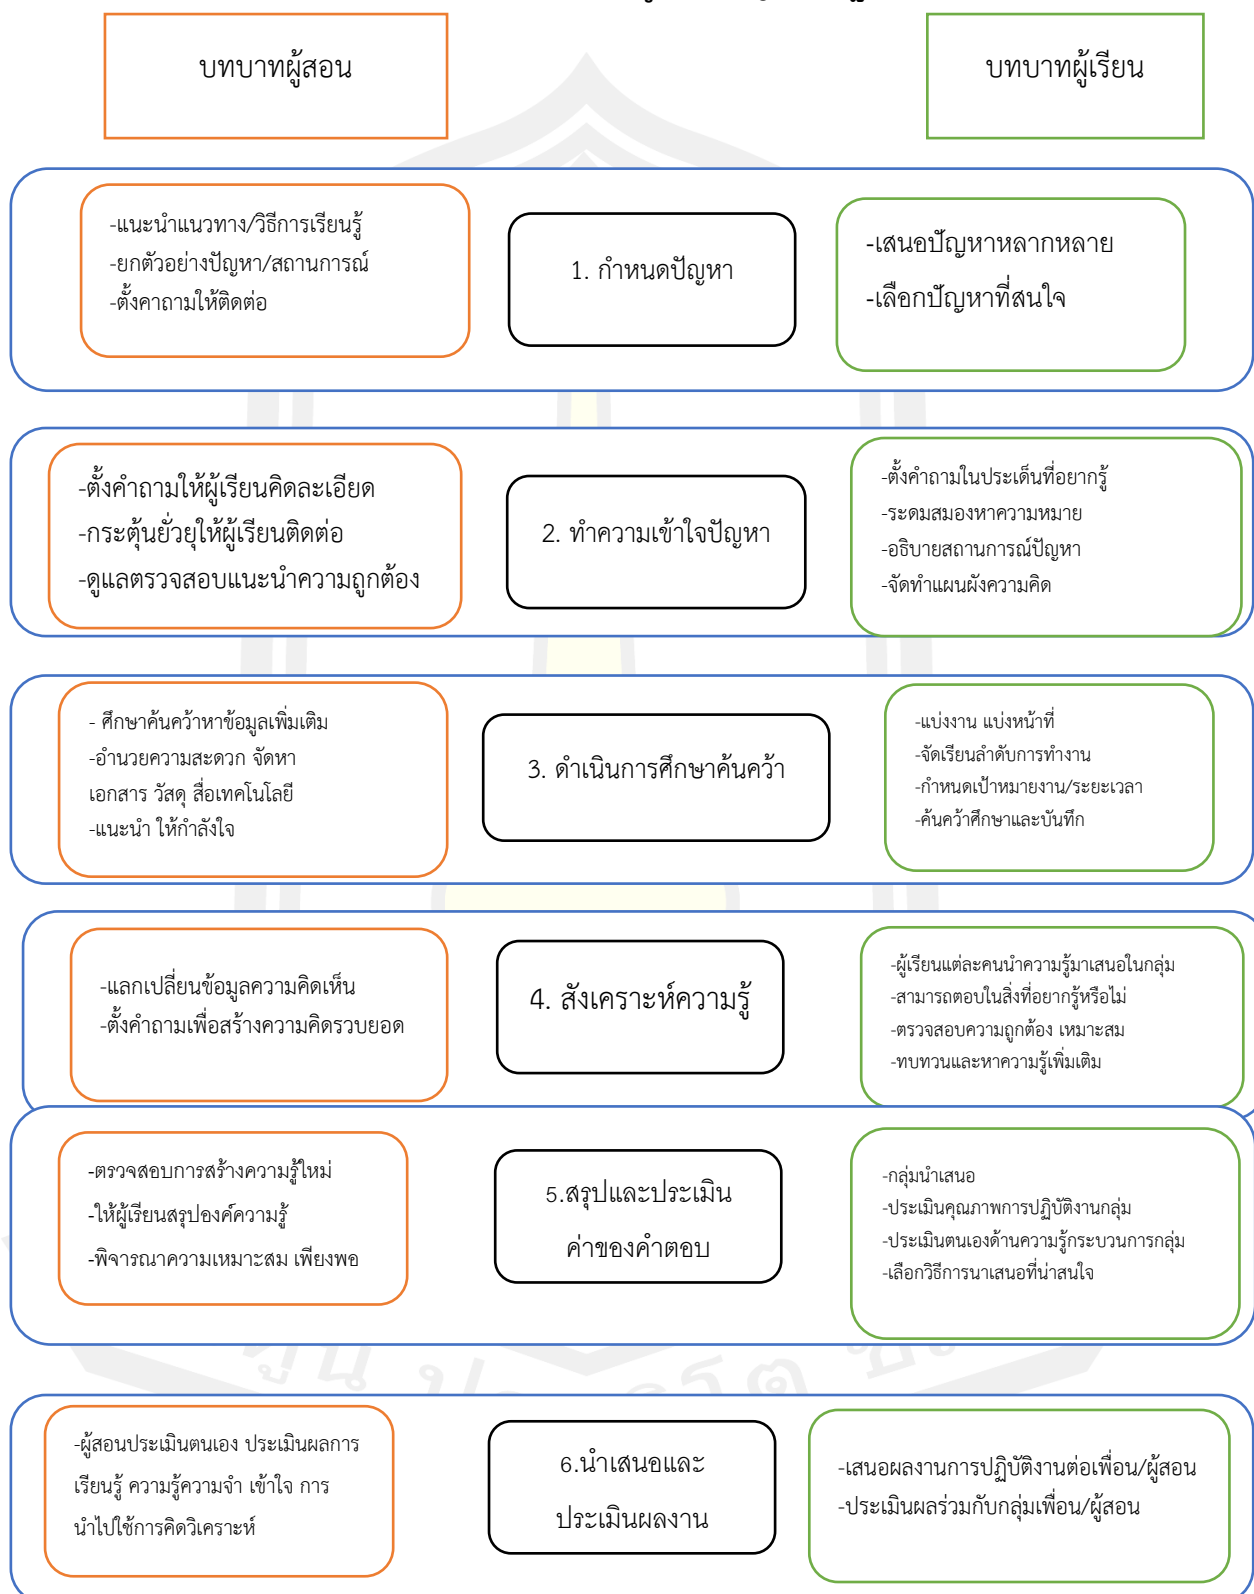 บทบาทผู้สอน
บทบาทผู้เรียน
-แนะนำแนวทาง/วิธีการเรียนรู้
-ยกตัวอย่างปัญหา/สถานการณ์
-ตั้งคาถามให้ติดต่อ
1. กำหนดปัญหา
-เสนอปัญหาหลากหลาย
-เลือกปัญหาที่สนใจ
-ตั้งคำถามให้ผู้เรียนคิดละเอียด
-กระตุ้นยั่วยุให้ผู้เรียนติดต่อ
-ดูแลตรวจสอบแนะนำความถูกต้อง
2. ทำความเข้าใจปัญหา
-ตั้งคำถามในประเด็นที่อยากรู้
-ระดมสมองหาความหมาย
-อธิบายสถานการณ์ปัญหา
-จัดทำแผนผังความคิด
- ศึกษาค้นคว้าหาข้อมูลเพิ่มเติม
-อำนวยความสะดวก จัดหา
เอกสาร วัสดุ สื่อเทคโนโลยี
-แนะนำ ให้กำลังใจ
3. ดำเนินการศึกษาค้นคว้า
-แบ่งงาน แบ่งหน้าที่
-จัดเรียนลำดับการทำงาน
-กำหนดเป้าหมายงาน/ระยะเวลา
-ค้นคว้าศึกษาและบันทึก
-แลกเปลี่ยนข้อมูลความคิดเห็น
-ตั้งคำถามเพื่อสร้างความคิดรวบยอด
4. สังเคราะห์ความรู้
-ผู้เรียนแต่ละคนนำความรู้มาเสนอในกลุ่ม
-สามารถตอบในสิ่งที่อยากรู้หรือไม่
-ตรวจสอบความถูกต้อง เหมาะสม
-ทบทวนและหาความรู้เพิ่มเติม
-ตรวจสอบการสร้างความรู้ใหม่
-ให้ผู้เรียนสรุปองค์ความรู้
-พิจารณาความเหมาะสม เพียงพอ
5.สรุปและประเมิน
ค่าของคำตอบ
-กลุ่มนำเสนอ
-ประเมินคุณภาพการปฏิบัติงานกลุ่ม
-ประเมินตนเองด้านความรู้กระบวนการกลุ่ม
-เลือกวิธีการนาเสนอที่น่าสนใจ
-ผู้สอนประเมินตนเอง ประเมินผลการ
เรียนรู้ ความรู้ความจำ เข้าใจ การ
นำไปใช้การคิดวิเคราะห์
6.นำเสนอและ
ประเมินผลงาน
-เสนอผลงานการปฏิบัติงานต่อเพื่อน/ผู้สอน
-ประเมินผลร่วมกับกลุ่มเพื่อน/ผู้สอน